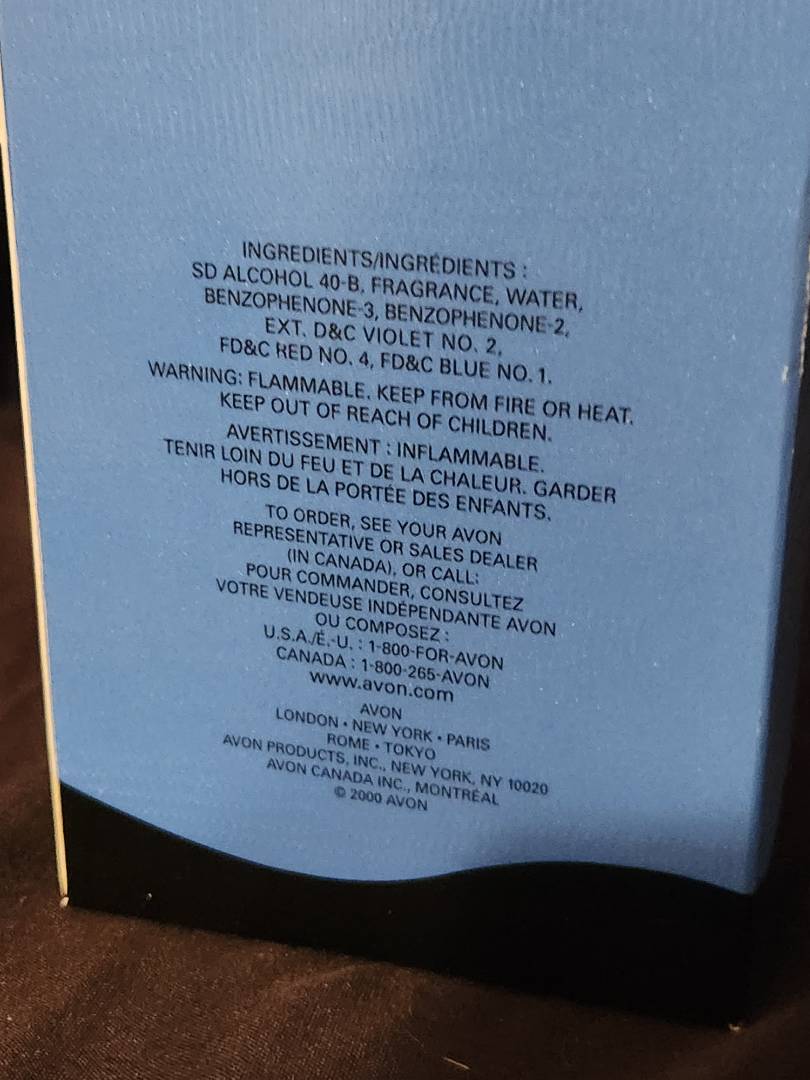 INGREDIENTS/INGRÉDIENTS :
SD ALCOHOL 40-B, FRAGRANCE, WATER,
BENZOPHENONE-3, BENZOPHENONE-2,
EXT. D&C VIOLET NO. 2,
FD&C RED NO. 4, FD&C BLUE NO. 1.
WARNING: FLAMMABLE. KEEP FROM FIRE OR HEAT.
KEEP OUT OF REACH OF CHILDREN.
AVERTISSEMENT : INFLAMMABLE.
TENIR LOIN DU FEU ET DE LA CHALEUR. GARDER
HORS DE LA PORTÉE DES ENFANTS.
TO ORDER, SEE YOUR AVON
REPRESENTATIVE OR SALES DEALER
(IN CANADA), OR CALL:
POUR COMMANDER, CONSULTEZ
VOTRE VENDEUSE INDÉPENDANTE AVON
OU COMPOSEZ :
U.S.A./É.-U. : 1-800-FOR-AVON
CANADA : 1-800-265-AVON
www.avon.com
AVON
LONDON • NEW YORK • PARIS
ROME • TOKYO
AVON PRODUCTS, INC., NEW YORK, NY 10020
AVON CANADA INC., MONTRÉAL
© 2000 AVON